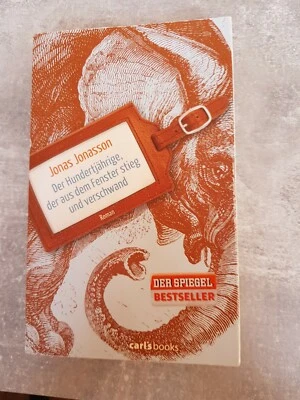 Jonas Jonasson
Der Hundertjährige,
der aus dem Fenster stieg
und verschwand
Roman
DER SPIEGEL
BESTSELLER
carl's books